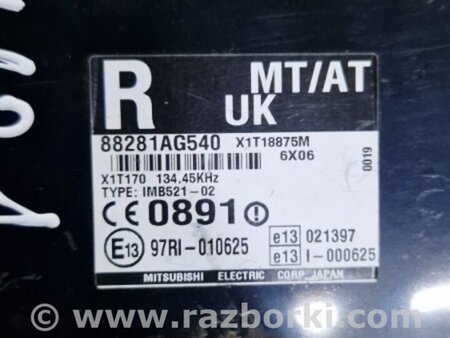 R MT/AT
UK
88281AG540 X1T18875M
6X06
0019
X1T170 134.45KHz
TYPE: IMB521-02
CE 0891
E13 97RI-010625
e13 021397
e13 I-000625
MITSUBISHI ELECTRIC CORP. JAPAN
© www.razborki.com